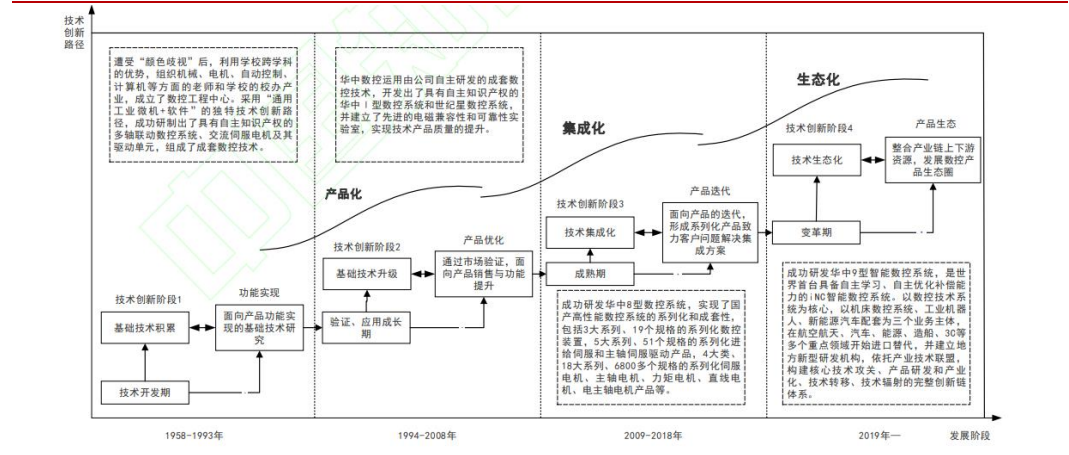 技术
创新
路径
遭受“颜色歧视”后，利用学校跨学科
的优势，组织机械、电机、自动控制、
计算机等方面的老师和学校的校办
产业，成立了数控工程中心。采用“通用
工业微机+软件”的独特技术创新路
径，成功研制出了具有自主知识产权的
多轴联动数控系统、交流伺服电机及其
驱动单元，组成了成套数控技术。
技术创新阶段1
功能实现
基础技术积累
面向产品功能实
现的基础技术研
究
技术开发期
1958-1993年
华中数控运用由公司自主研发的成套数
控技术，开发出了具有自主知识产权的
华中Ⅰ型数控系统和世纪星数控系统，
并建立了先进的电磁兼容性和可靠性实
验室，实现技术产品质量的提升。
产品化
技术创新阶段2
产品优化
基础技术升级
通过市场验证，面
向产品销售与功能
提升
验证、应用成长
期
1994-2008年
集成化
技术创新阶段3
产品迭代
技术集成化
面向产品的迭代，
形成系列化产品致
力客户问题解决集
成方案
成熟期
成功研发华中8型数控系统，实现了国
产高性能数控系统的系列化和成套性，
包括3大系列、19个规格的系列化数控
装置，5大系列、51个规格的系列化进
给伺服和主轴伺服驱动产品，4大类、
18大系列、6800多个规格的系列化伺服
电机、主轴电机、力矩电机、直线电
机、电主轴电机产品等。
2009-2018年
生态化
技术创新阶段4
产品生态
技术生态化
整合产业链上下游
资源，发展数控产
品生态圈
变革期
成功研发华中9型智能数控系统，是世
界首台具备自主学习、自主优化补偿能
力的iNC智能数控系统。以数控技术系
统为核心，以机床数控系统、工业机器
人、新能源汽车配套为三个业务主体，
在航空航天、汽车、能源、造船、3C等
多个重点领域开始进口替代，并建立地
方新型研发机构，依托产业技术联盟，
构建核心技术攻关、产品研发和产业
化、技术转移、技术辐射的完整创新链
体系。
2019年—
发展阶段